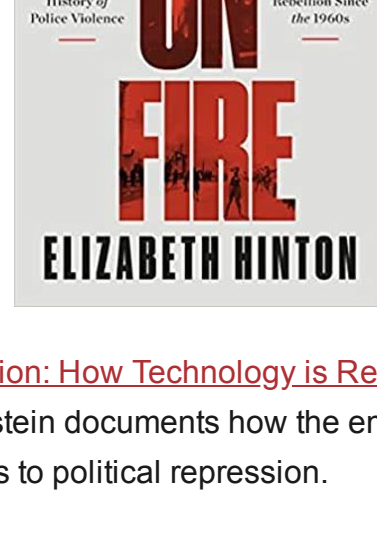 History of
Police Violence
Rebellion Since
the 1960s
ON
FIRE
ELIZABETH HINTON
ion: How Technology is Re
stein documents how the en
s to political repression.